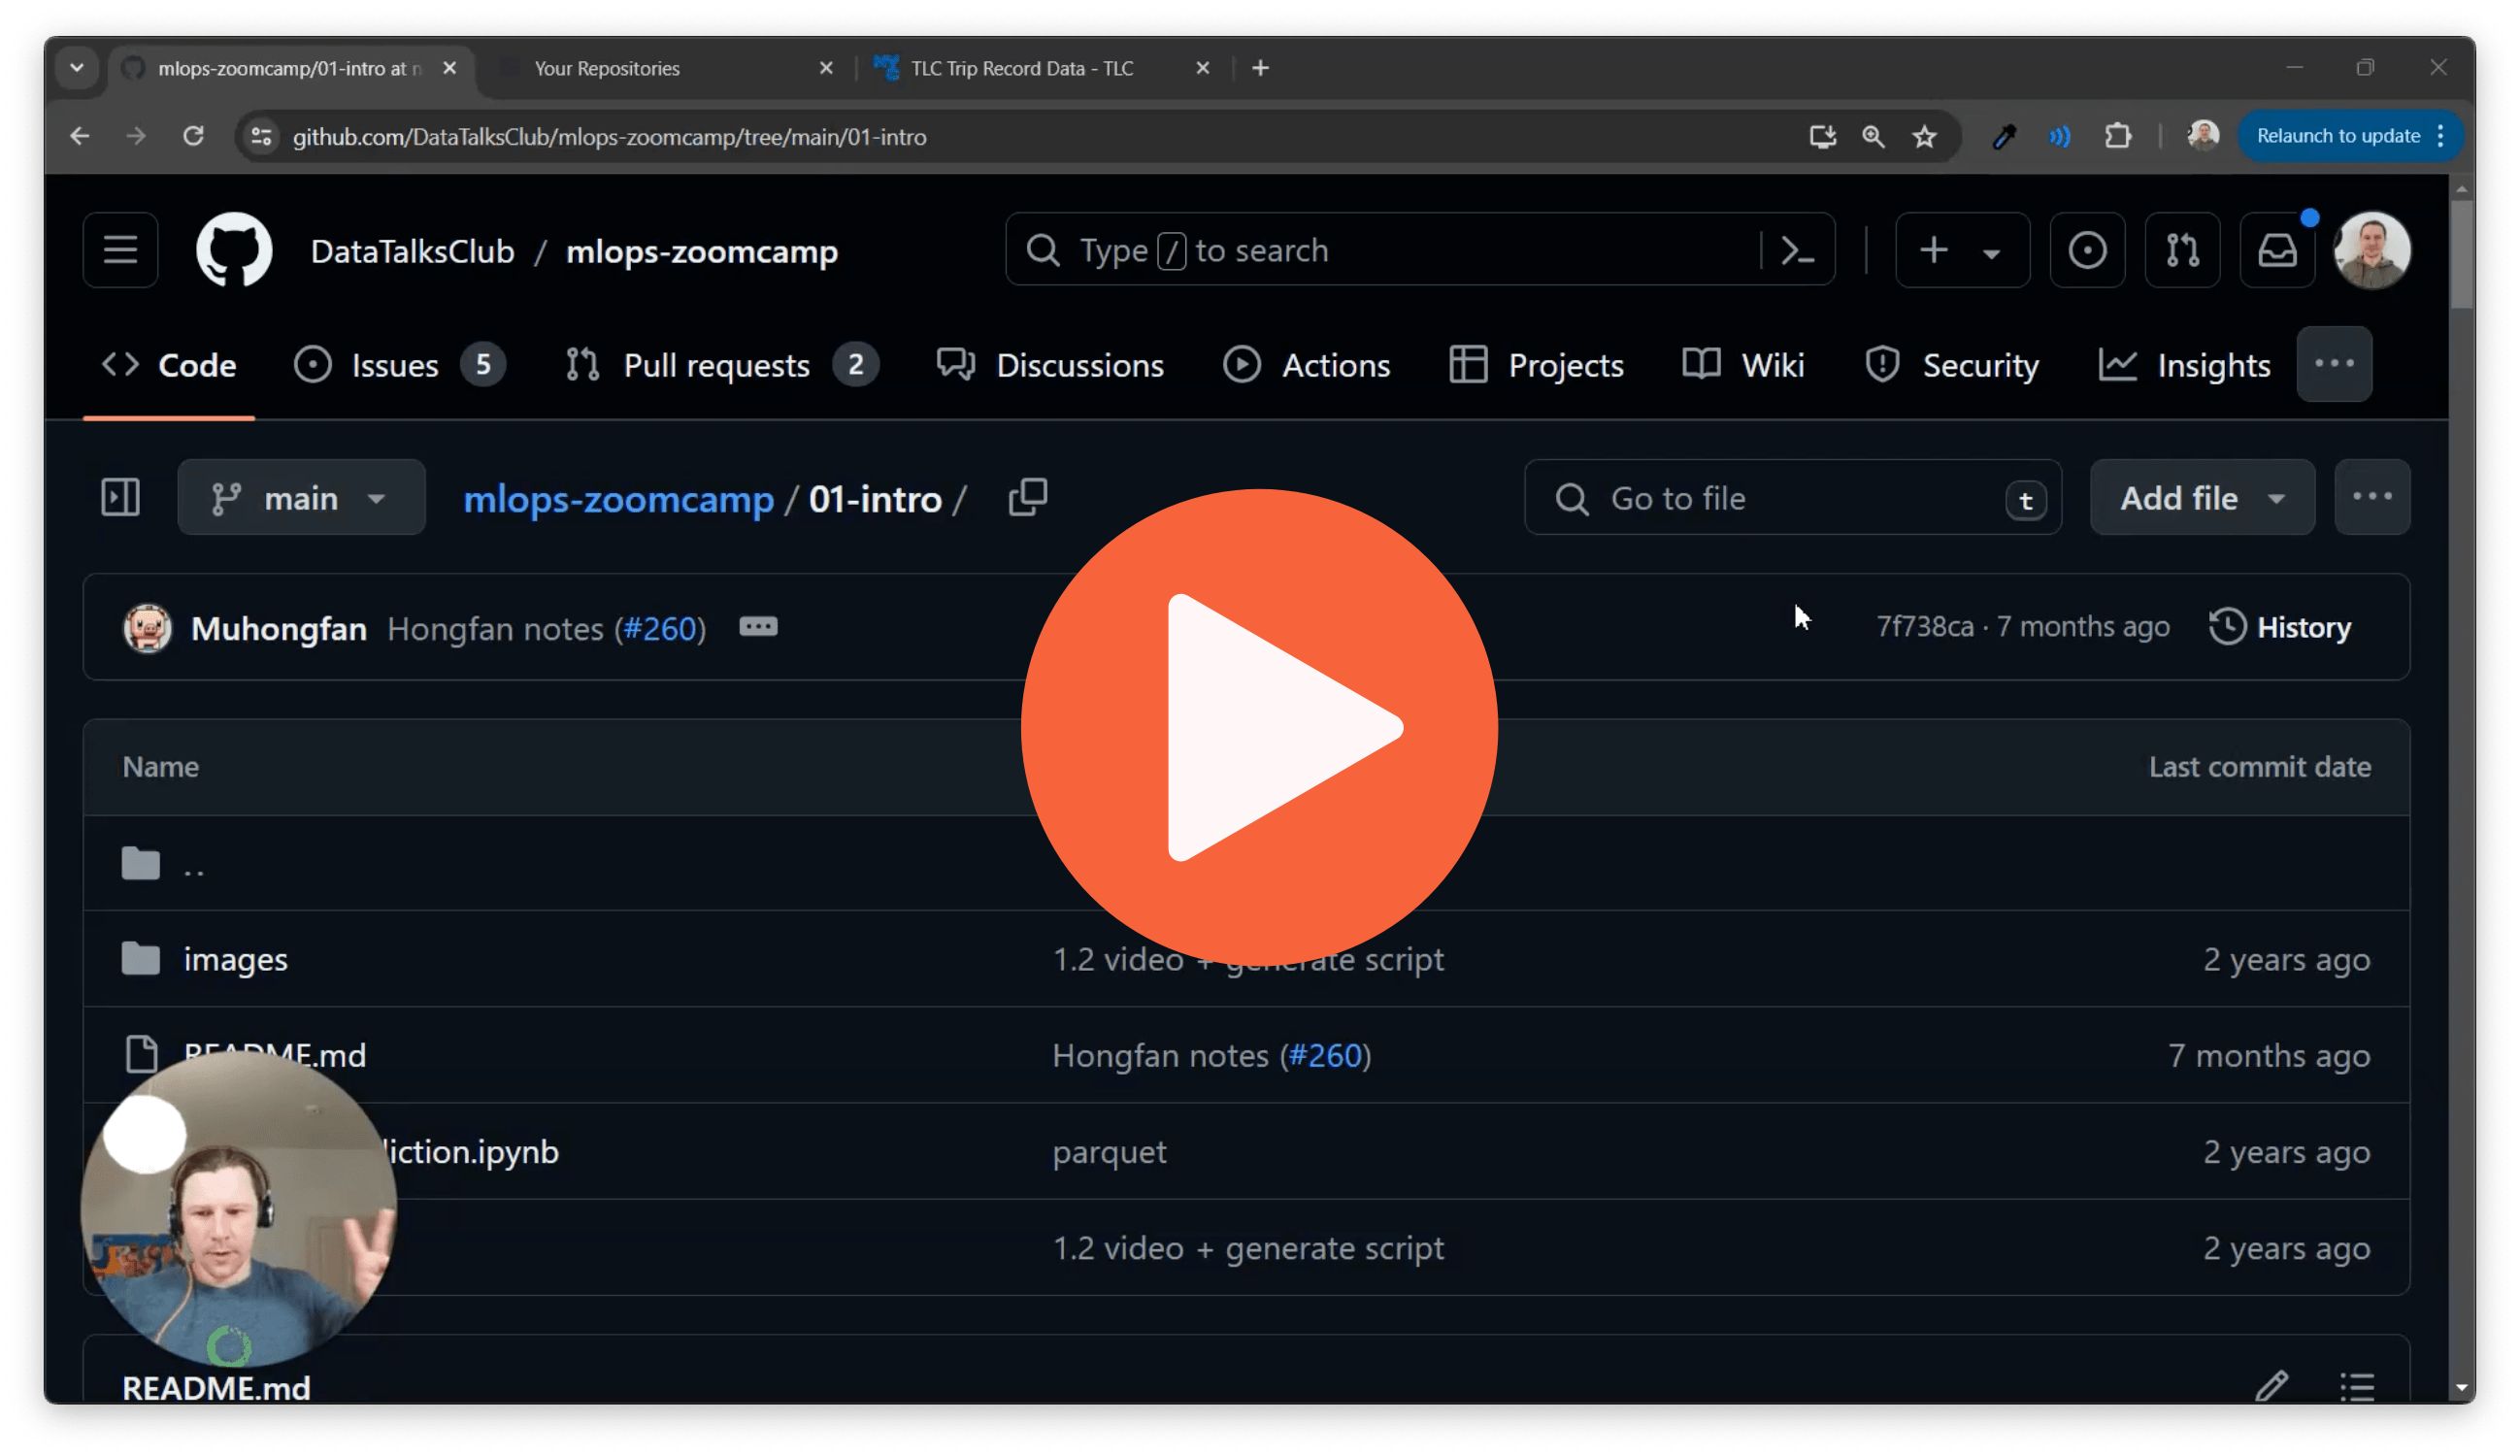 mlops-zoomcamp/01-intro at n
Your Repositories
TLC Trip Record Data - TLC
github.com/DataTalksClub/mlops-zoomcamp/tree/main/01-intro
Relaunch to update
DataTalksClub / mlops-zoomcamp
Type / to search
Code
Issues 5
Pull requests 2
Discussions
Actions
Projects
Wiki
Security
Insights
main
mlops-zoomcamp / 01-intro /
Go to file t
Add file
Muhongfan Hongfan notes (#260)
7f738ca · 7 months ago
History
Name
Last commit date
..
images 1.2 video + generate script 2 years ago
README.md Hongfan notes (#260) 7 months ago
iction.ipynb parquet 2 years ago
1.2 video + generate script 2 years ago
README.md